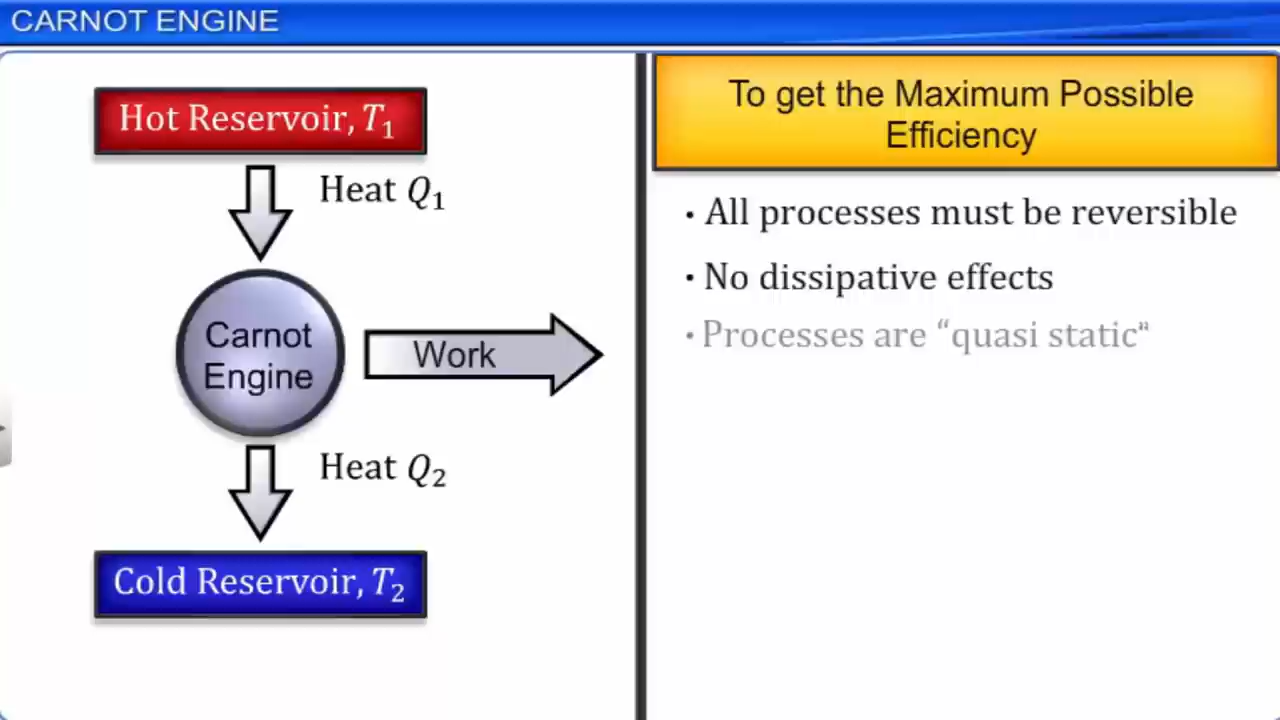 CARNOT ENGINE
Hot Reservoir, T₁
Heat Q₁
Carnot
Engine
Work
Heat Q₂
Cold Reservoir, T₂
To get the Maximum Possible
Efficiency
• All processes must be reversible
• No dissipative effects
• Processes are “quasi static”